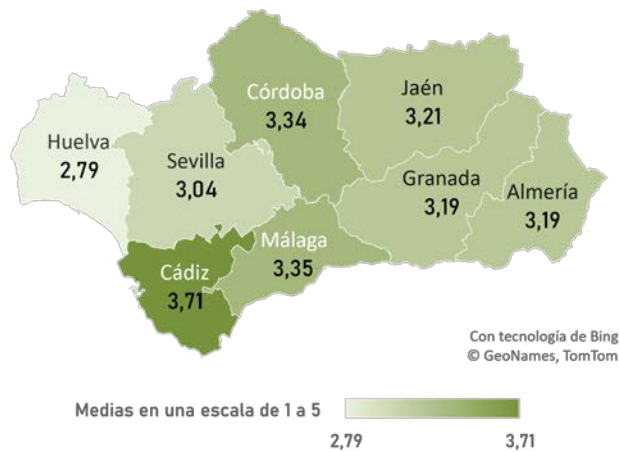 Córdoba
3,34
Jaén
3,21
Huelva
2,79
Sevilla
3,04
Granada
3,19
Almería
3,19
Málaga
3,35
Cádiz
3,71
Con tecnología de Bing
© GeoNames, TomTom
Medias en una escala de 1 a 5
2,79
3,71